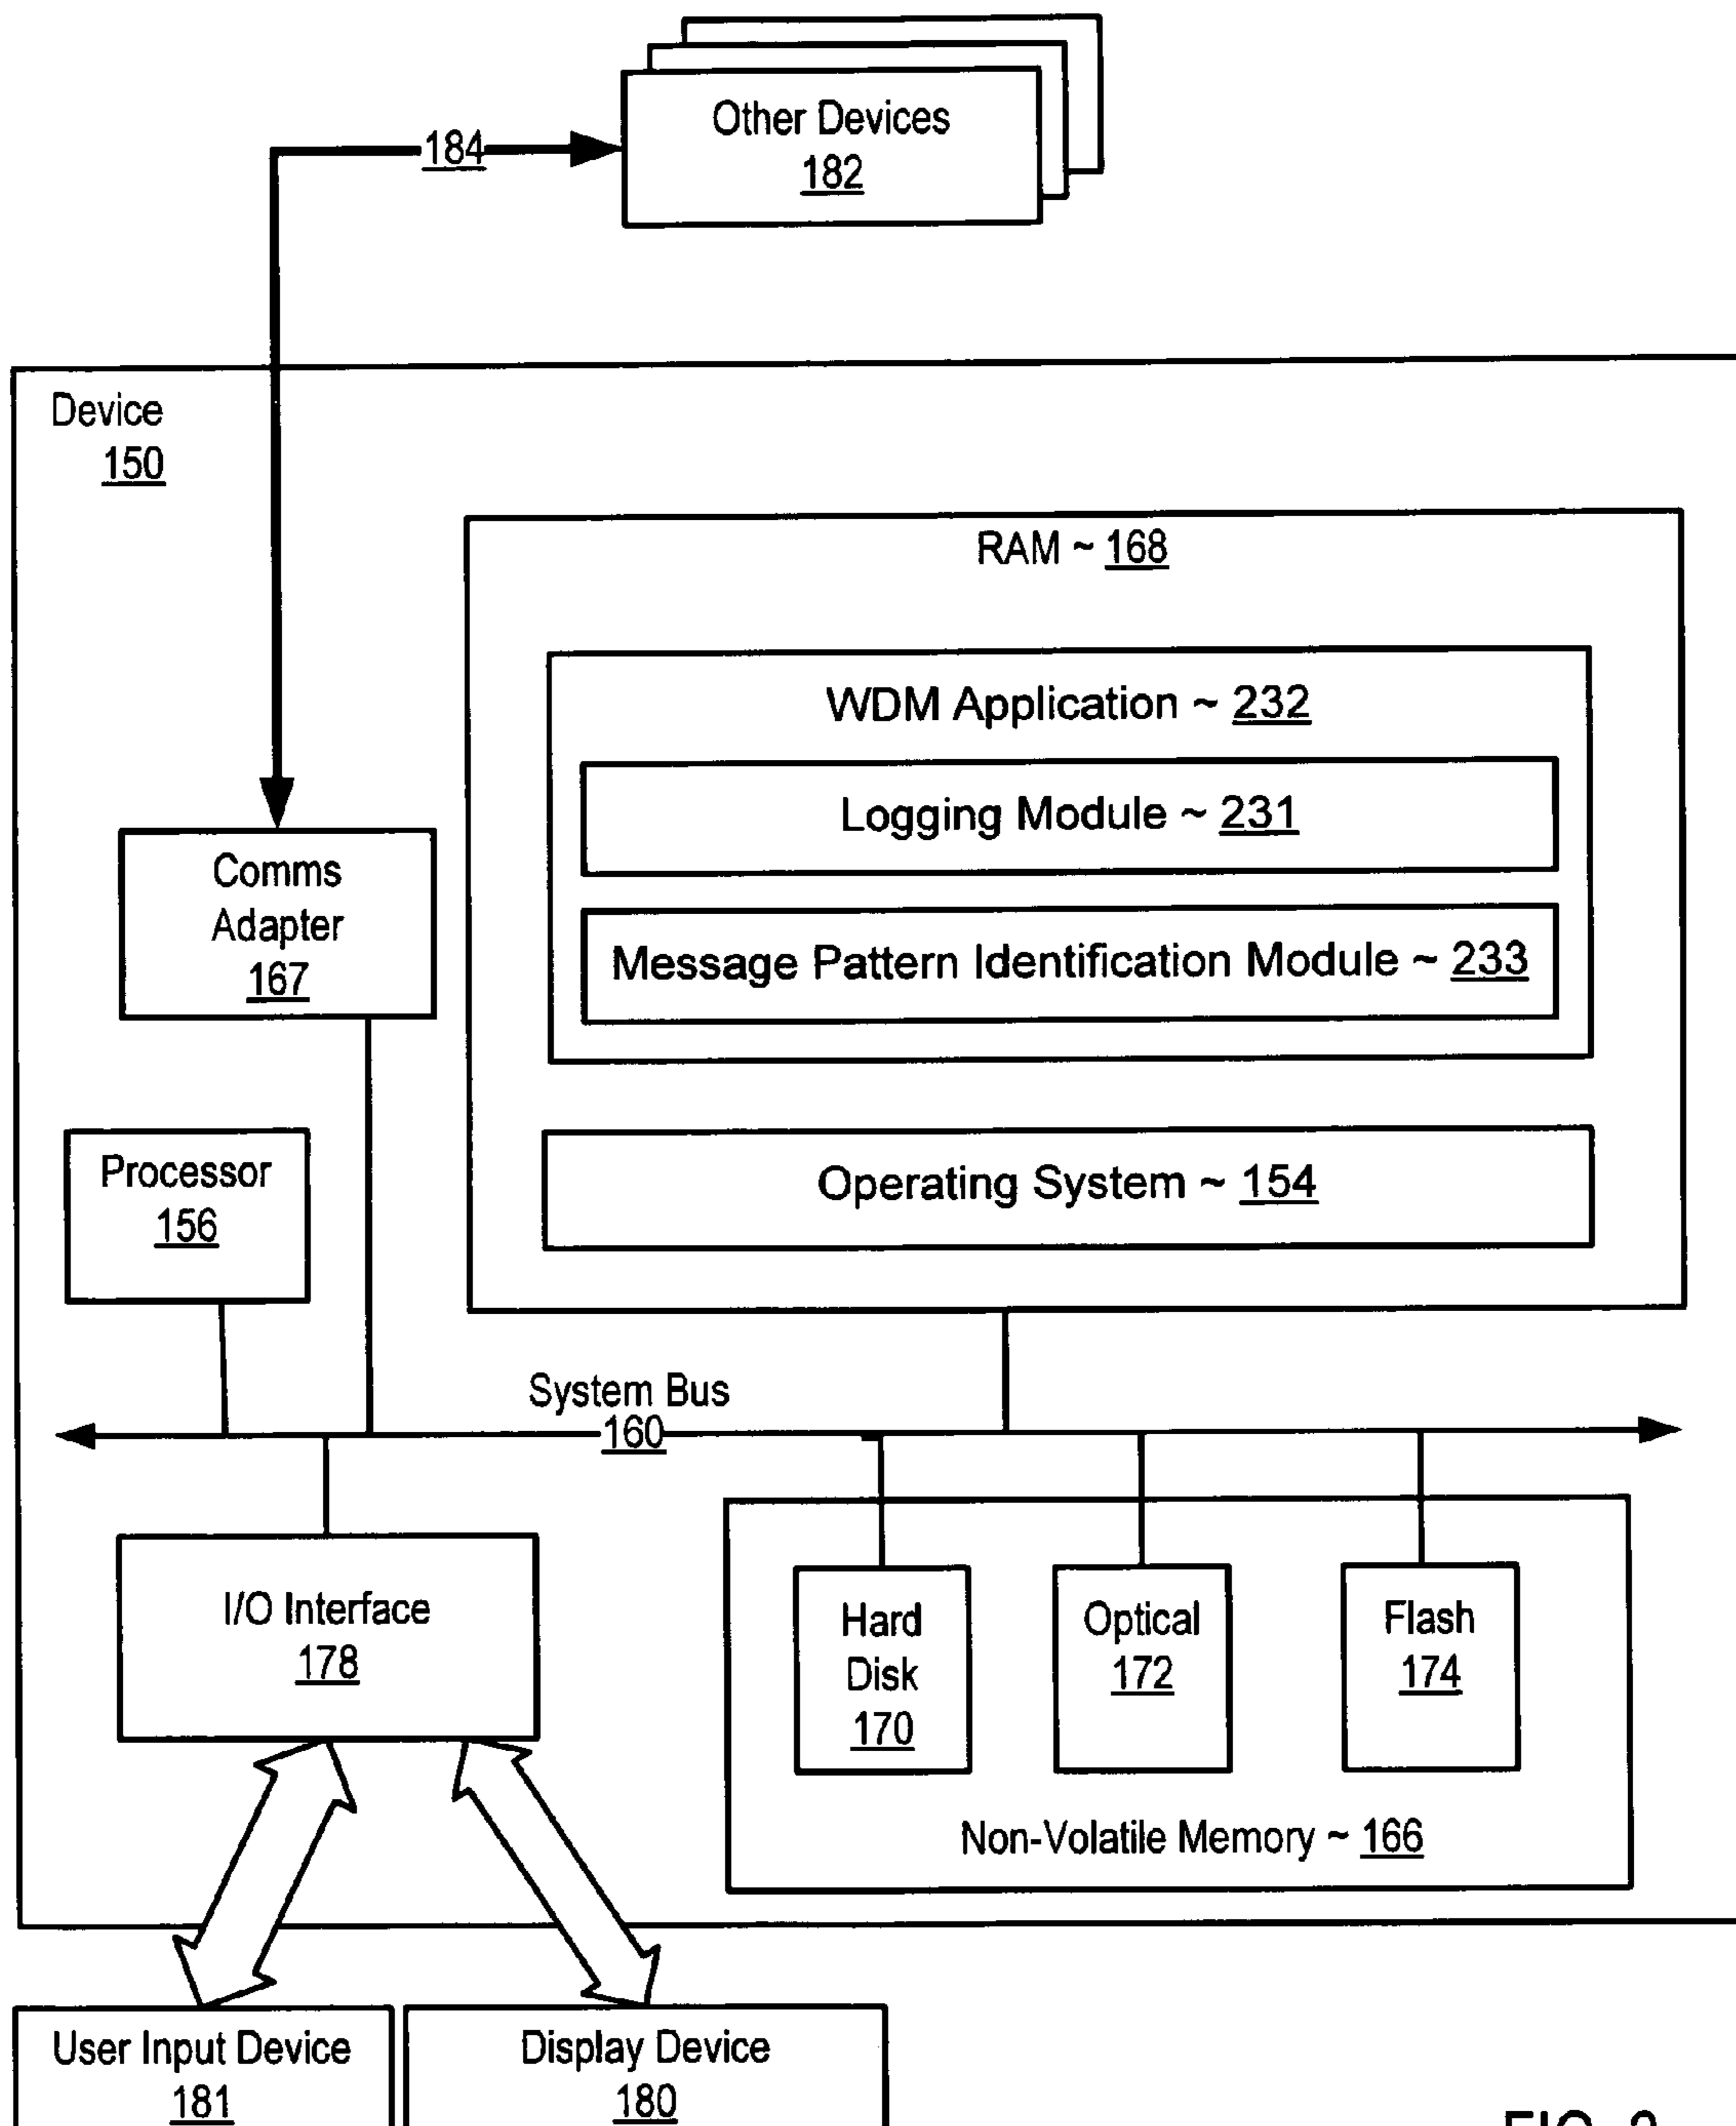 Other Devices
182
184
Device
150
RAM ~ 168
WDM Application ~ 232
Logging Module ~ 231
Message Pattern Identification Module ~ 233
Comms
Adapter
167
Operating System ~ 154
Processor
156
System Bus
160
I/O Interface
178
Hard
Disk
170
Optical
172
Flash
174
Non-Volatile Memory ~ 166
User Input Device
181
Display Device
180
FIG.